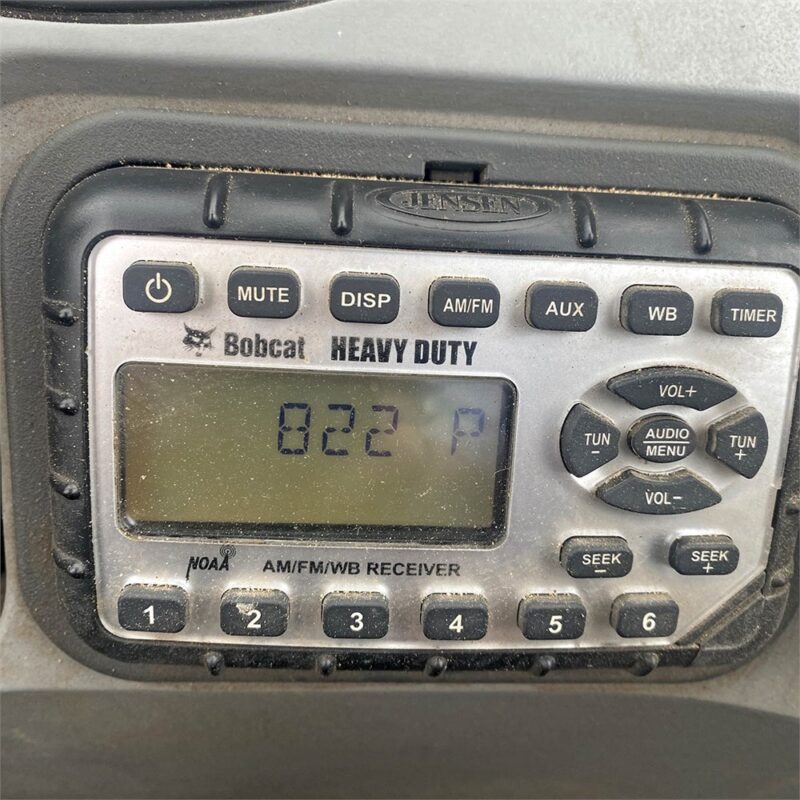 JENSEN
MUTE DISP AM/FM AUX WB TIMER
Bobcat HEAVY DUTY
822 P
VOL+
TUN - AUDIO MENU TUN +
VOL-
SEEK - SEEK +
NOAA AM/FM/WB RECEIVER
1 2 3 4 5 6